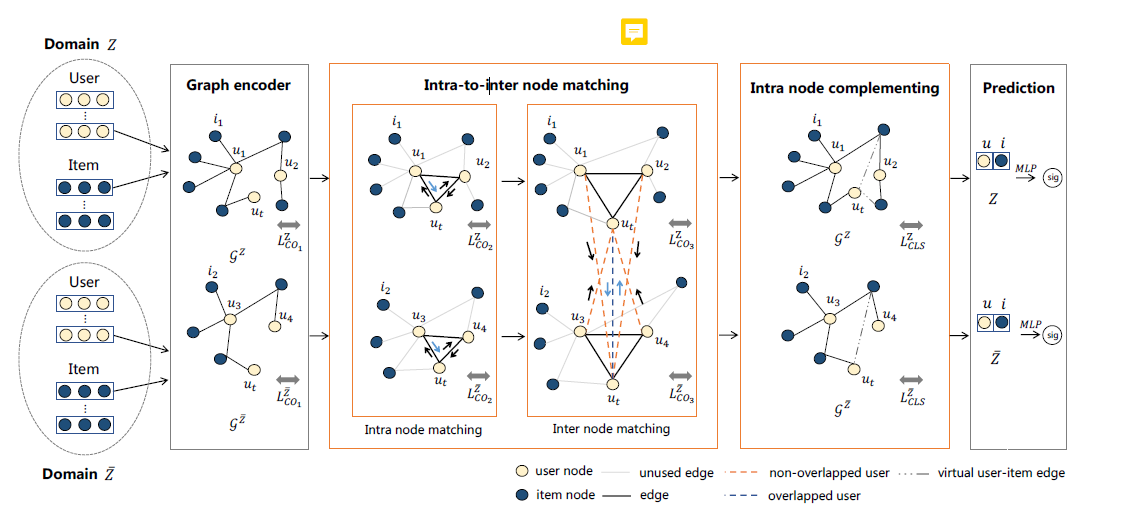 Domain Z
User
Item
User
Item
Domain Z̄
Graph encoder
i₁
u₁
u₂
uₜ
L^Z_CO₁
G^Z
i₂
u₃
u₄
uₜ
L^Z̄_CO₁
G^Z̄
Intra-to-inter node matching
i₁
u₁
u₂
uₜ
L^Z_CO₂
i₂
u₃
u₄
uₜ
L^Z̄_CO₂
Intra node matching
i₁
u₁
u₂
uₜ
L^Z_CO₃
i₂
u₃
u₄
uₜ
L^Z̄_CO₃
Inter node matching
Intra node complementing
i₁
u₁
u₂
uₜ
G^Z
L^Z_CLS
i₂
u₃
u₄
uₜ
G^Z̄
L^Z̄_CLS
Prediction
u i
MLP
sig
Z
u i
MLP
sig
Z̄
user node
unused edge
non-overlapped user
virtual user-item edge
item node
edge
overlapped user